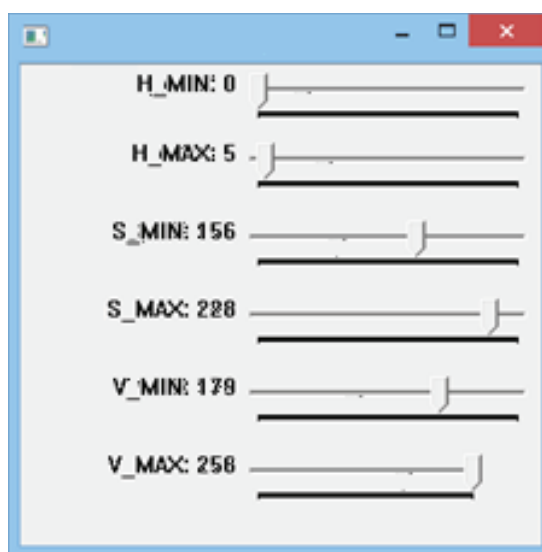 H_MIN: 0
H_MAX: 5
S_MIN: 156
S_MAX: 228
V_MIN: 179
V_MAX: 256